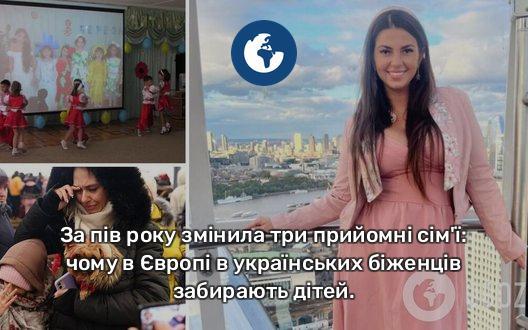 За пів року змінила три прийомні сім'ї:
чому в Європі в українських біженців
забирають дітей.